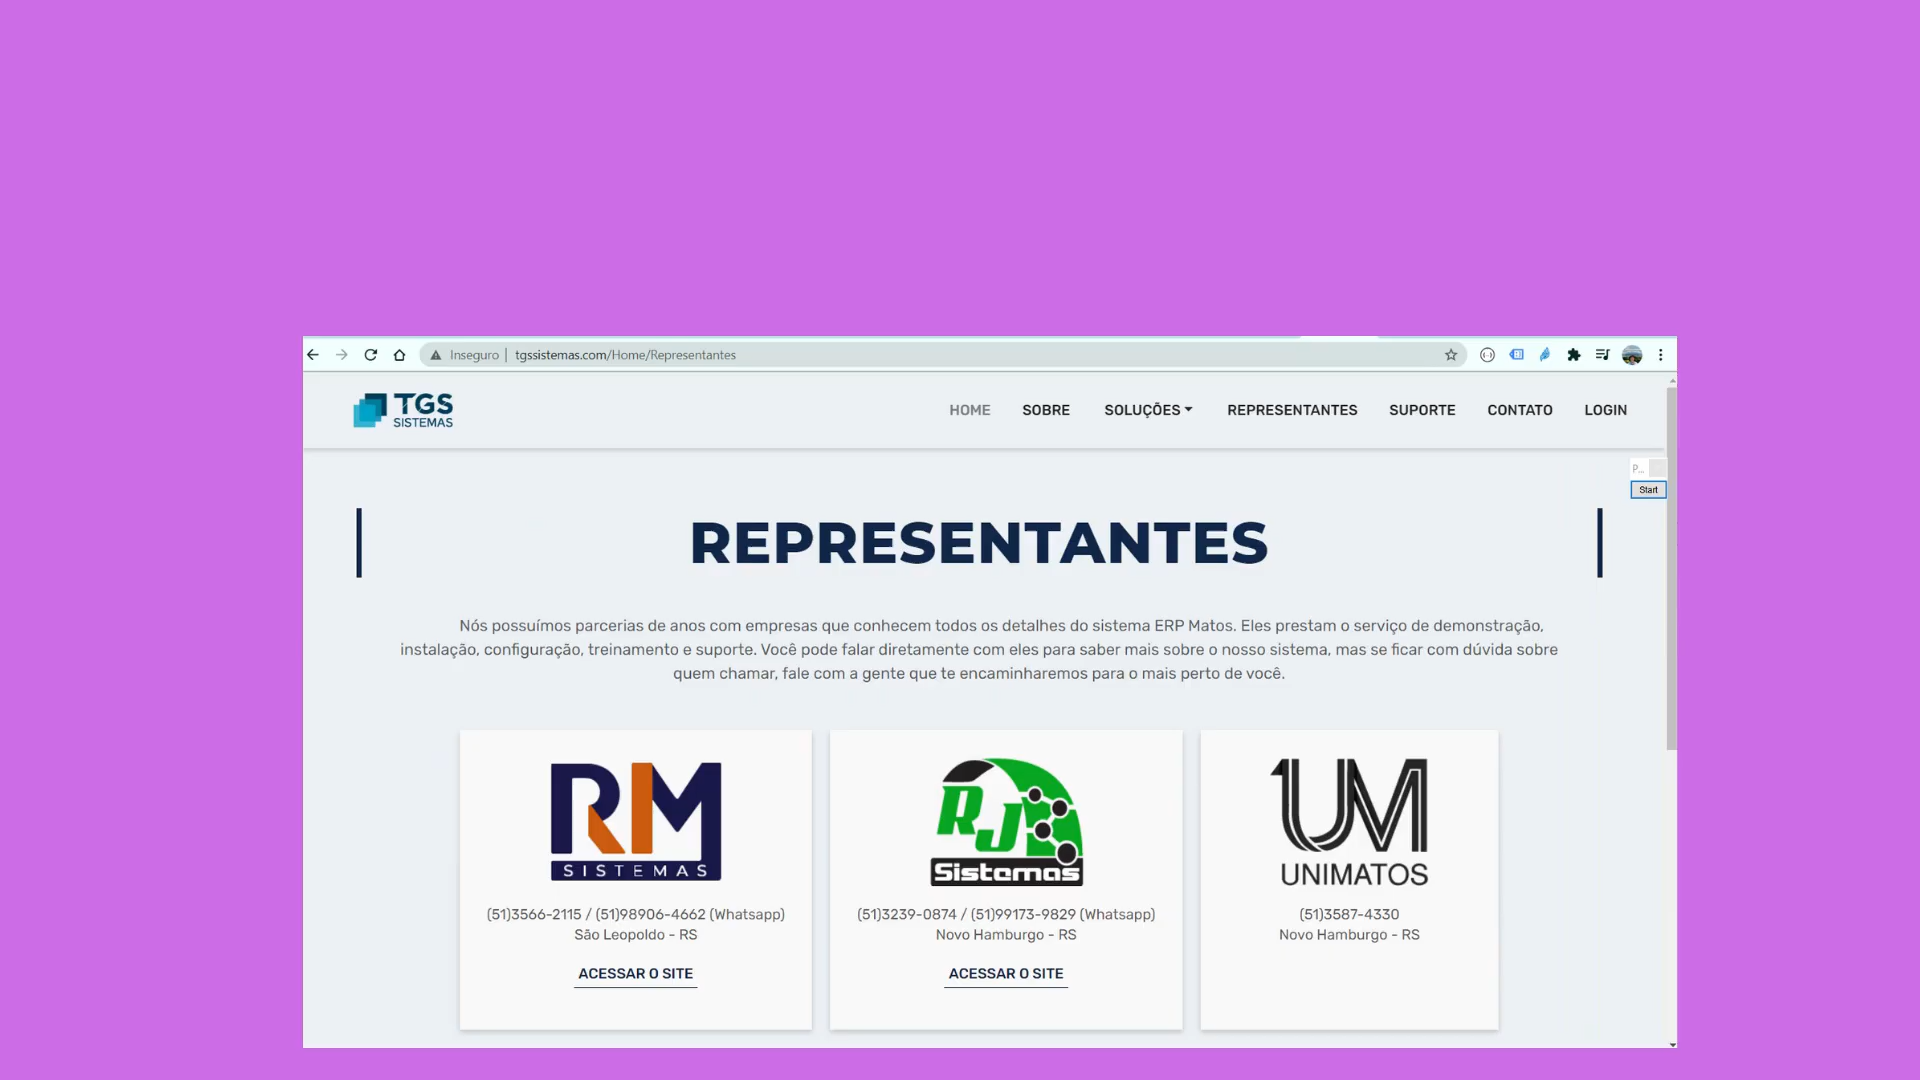 Inseguro | tgssistemas.com/Home/Representantes
TGS
SISTEMAS
HOME SOBRE SOLUÇÕES REPRESENTANTES SUPORTE CONTATO LOGIN
P...
Start
REPRESENTANTES
Nós possuímos parcerias de anos com empresas que conhecem todos os detalhes do sistema ERP Matos. Eles prestam o serviço de demonstração,
instalação, configuração, treinamento e suporte. Você pode falar diretamente com eles para saber mais sobre o nosso sistema, mas se ficar com dúvida sobre
quem chamar, fale com a gente que te encaminharemos para o mais perto de você.
RM
SISTEMAS
(51)3566-2115 / (51)98906-4662 (Whatsapp)
São Leopoldo - RS
ACESSAR O SITE
RJ
Sistemas
(51)3239-0874 / (51)99173-9829 (Whatsapp)
Novo Hamburgo - RS
ACESSAR O SITE
UM
UNIMATOS
(51)3587-4330
Novo Hamburgo - RS